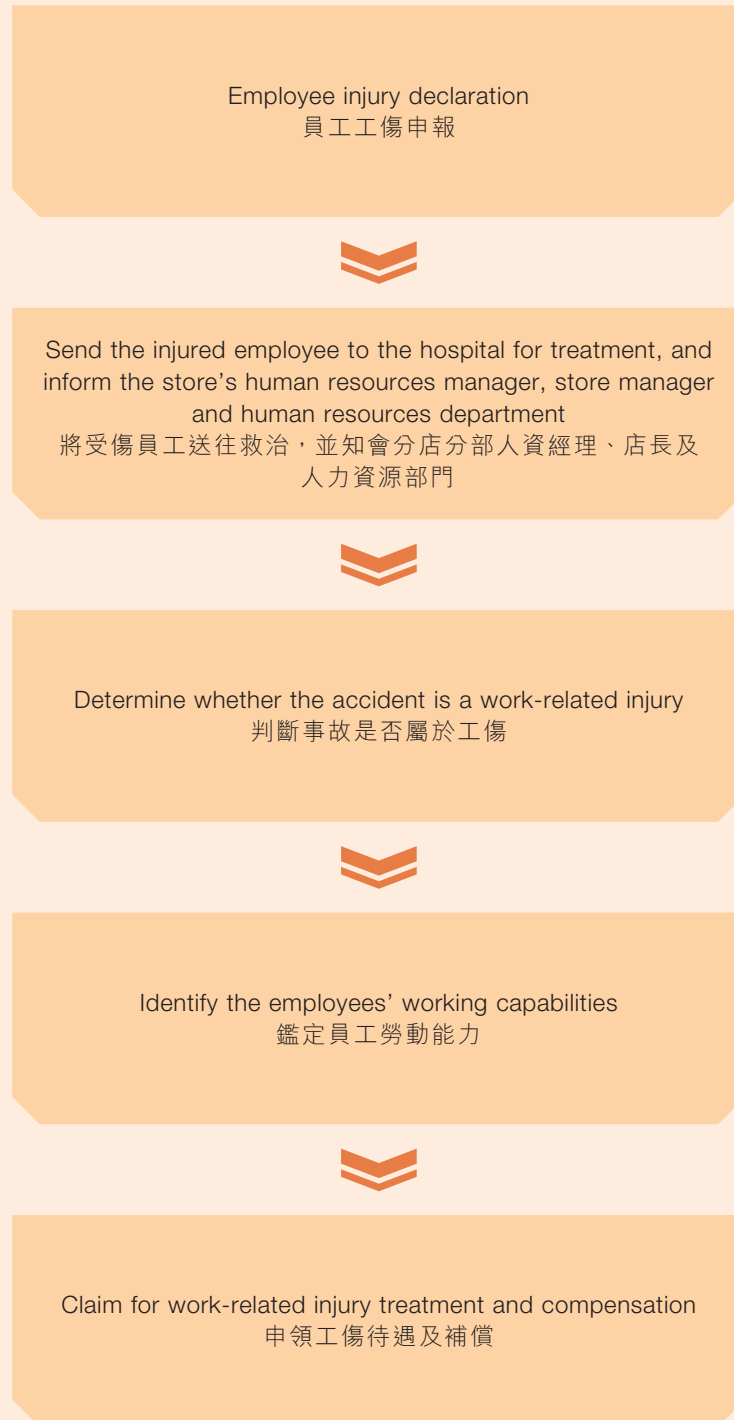 Employee injury declaration
員工工傷申報
Send the injured employee to the hospital for treatment, and
inform the store’s human resources manager, store manager
and human resources department
將受傷員工送往救治，並知會分店分部人資經理、店長及
人力資源部門
Determine whether the accident is a work-related injury
判斷事故是否屬於工傷
Identify the employees’ working capabilities
鑑定員工勞動能力
Claim for work-related injury treatment and compensation
申領工傷待遇及補償